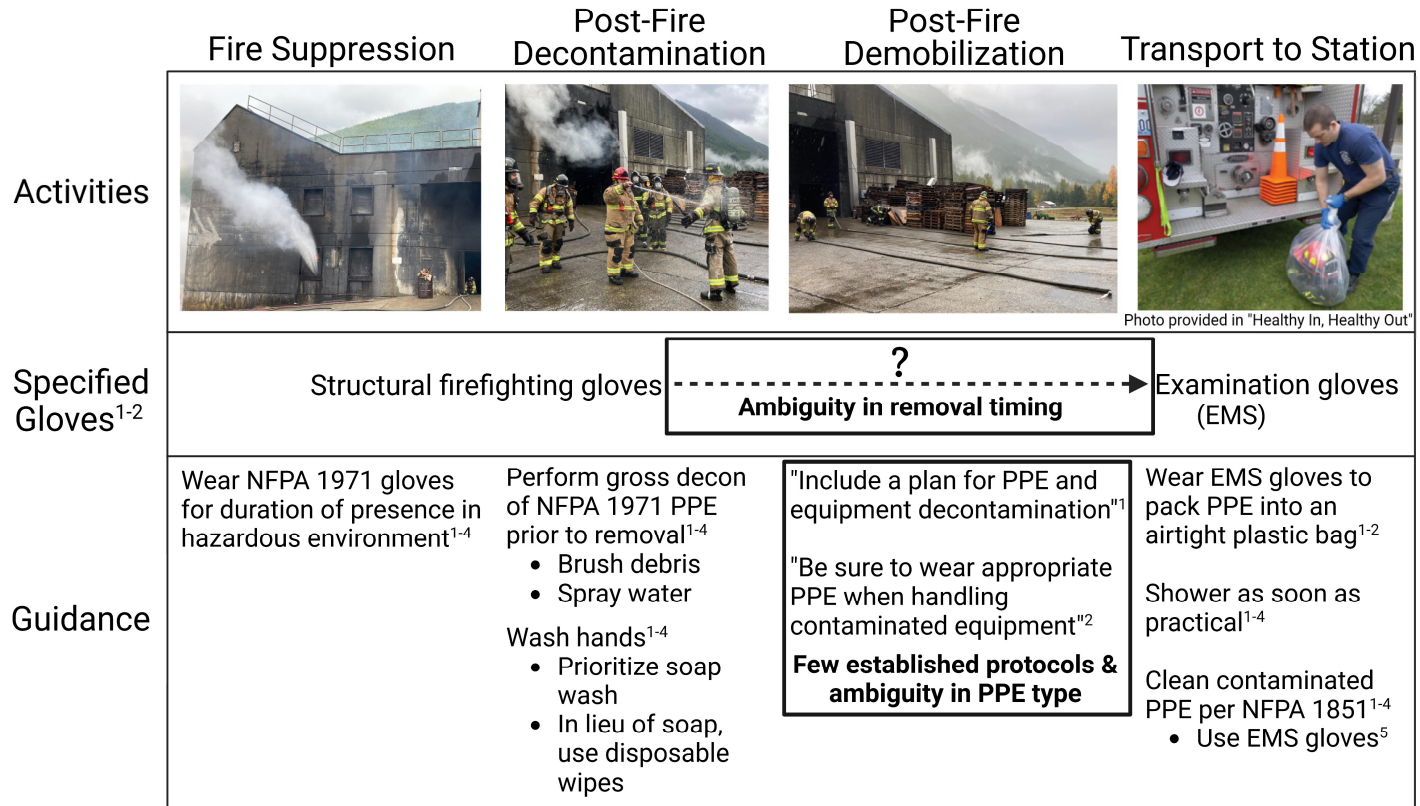 Fire Suppression
Post-Fire
Decontamination
Post-Fire
Demobilization
Transport to Station
Activities
Photo provided in "Healthy In, Healthy Out"
Specified
Gloves1-2
Structural firefighting gloves
?
Ambiguity in removal timing
Examination gloves
(EMS)
Guidance
Wear NFPA 1971 gloves
for duration of presence in
hazardous environment1-4
Perform gross decon
of NFPA 1971 PPE
prior to removal1-4
• Brush debris
• Spray water
Wash hands1-4
• Prioritize soap
wash
• In lieu of soap,
use disposable
wipes
"Include a plan for PPE and
equipment decontamination"1
"Be sure to wear appropriate
PPE when handling
contaminated equipment"2
Few established protocols &
ambiguity in PPE type
Wear EMS gloves to
pack PPE into an
airtight plastic bag1-2
Shower as soon as
practical1-4
Clean contaminated
PPE per NFPA 18511-4
• Use EMS gloves5